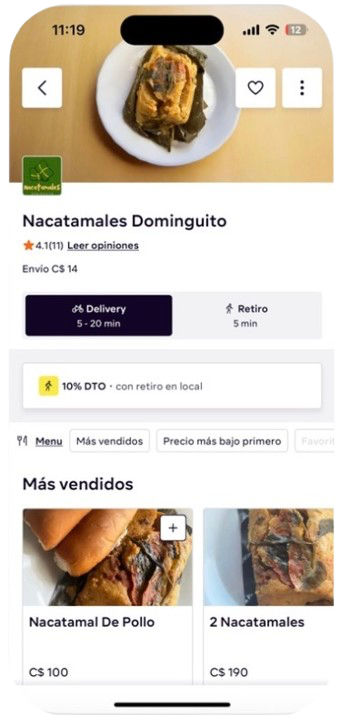 11:19
12
Nacatamales
Nacatamales Dominguito
4.1(11) Leer opiniones
Envío C$ 14
Delivery
5 - 20 min
Retiro
5 min
10% DTO • con retiro en local
Menu
Más vendidos
Precio más bajo primero
Favorit
Más vendidos
+
Nacatamal De Pollo
C$ 100
2 Nacatamales
C$ 190